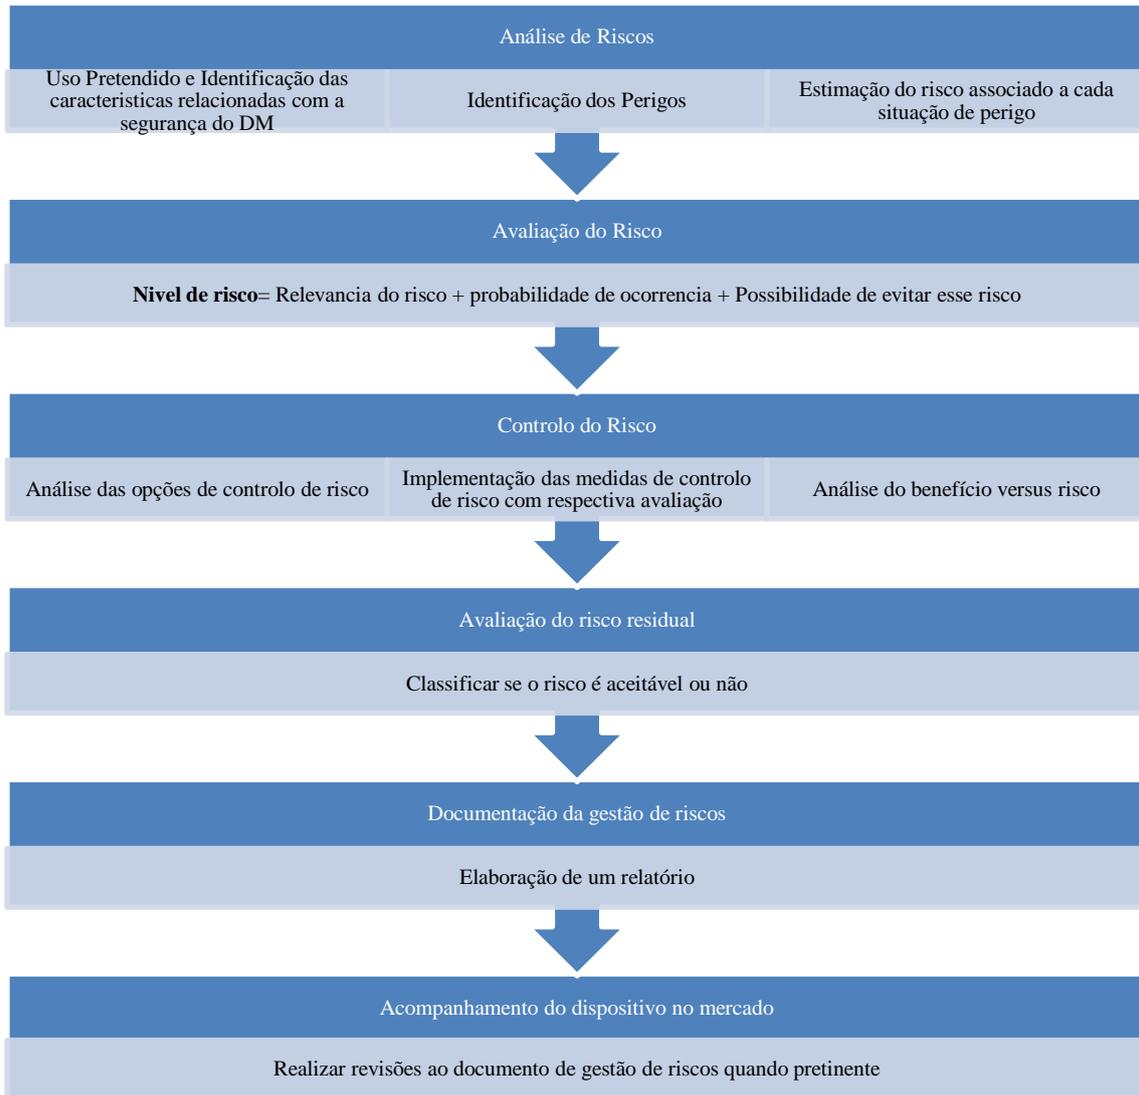 Análise de Riscos
Uso Pretendido e Identificação das
caracteristicas relacionadas com a
segurança do DM
Identificação dos Perigos
Estimação do risco associado a cada
situação de perigo
Avaliação do Risco
Nivel de risco= Relevancia do risco + probabilidade de ocorrencia + Possibilidade de evitar esse risco
Controlo do Risco
Análise das opções de controlo de risco
Implementação das medidas de controlo
de risco com respectiva avaliação
Análise do benefício versus risco
Avaliação do risco residual
Classificar se o risco é aceitável ou não
Documentação da gestão de riscos
Elaboração de um relatório
Acompanhamento do dispositivo no mercado
Realizar revisões ao documento de gestão de riscos quando pretinente